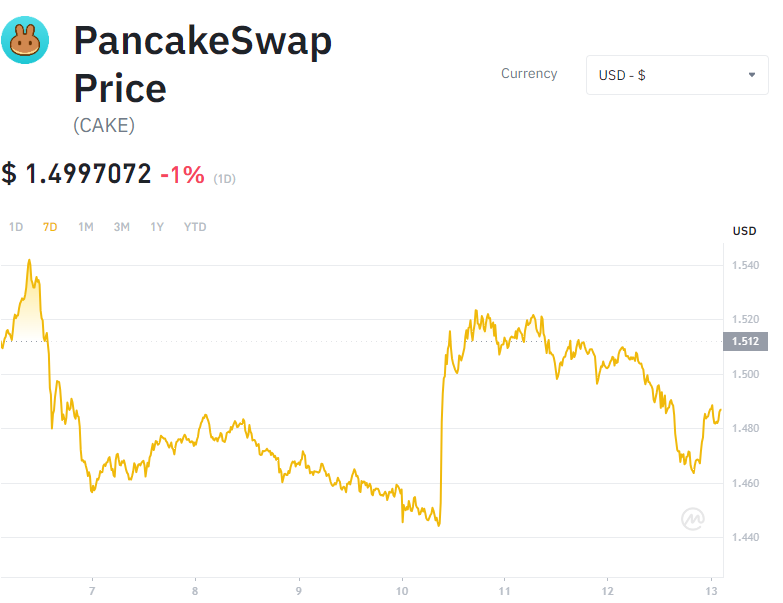 PancakeSwap
Price
(CAKE)
Currency
USD - $
$ 1.4997072 -1% (1D)
1D 7D 1M 3M 1Y YTD
USD
1.540
1.520
1.512
1.500
1.480
1.460
1.440
7 8 9 10 11 12 13